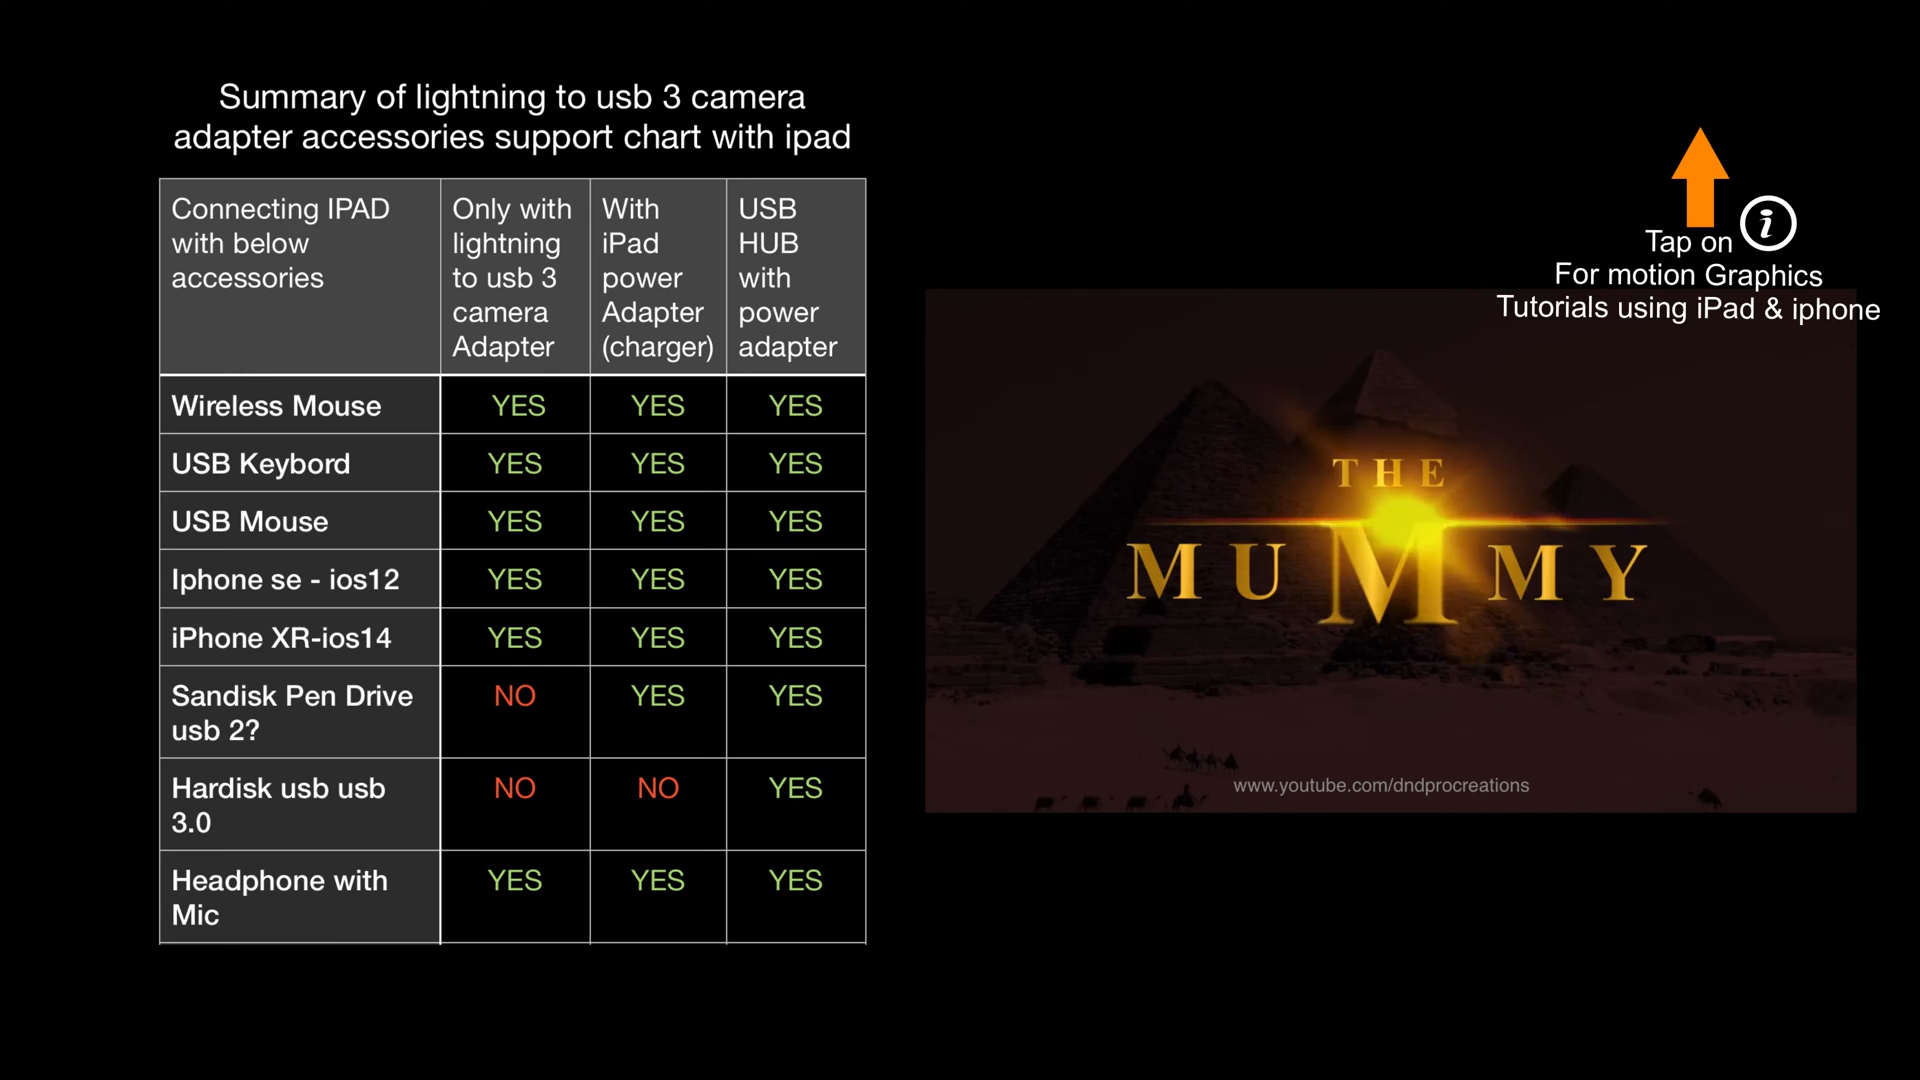 Summary of lightning to usb 3 camera
adapter accessories support chart with ipad
Connecting IPAD
with below
accessories
Only with
lightning
to usb 3
camera
Adapter
With
iPad
power
Adapter
(charger)
USB
HUB
with
power
adapter
Wireless Mouse
YES
YES
YES
USB Keybord
YES
YES
YES
USB Mouse
YES
YES
YES
Iphone se - ios12
YES
YES
YES
iPhone XR-ios14
YES
YES
YES
Sandisk Pen Drive
usb 2?
NO
YES
YES
Hardisk usb usb
3.0
NO
NO
YES
Headphone with
Mic
YES
YES
YES
Tap on i
For motion Graphics
Tutorials using iPad & iphone
THE
MUMMY
www.youtube.com/dndprocreations